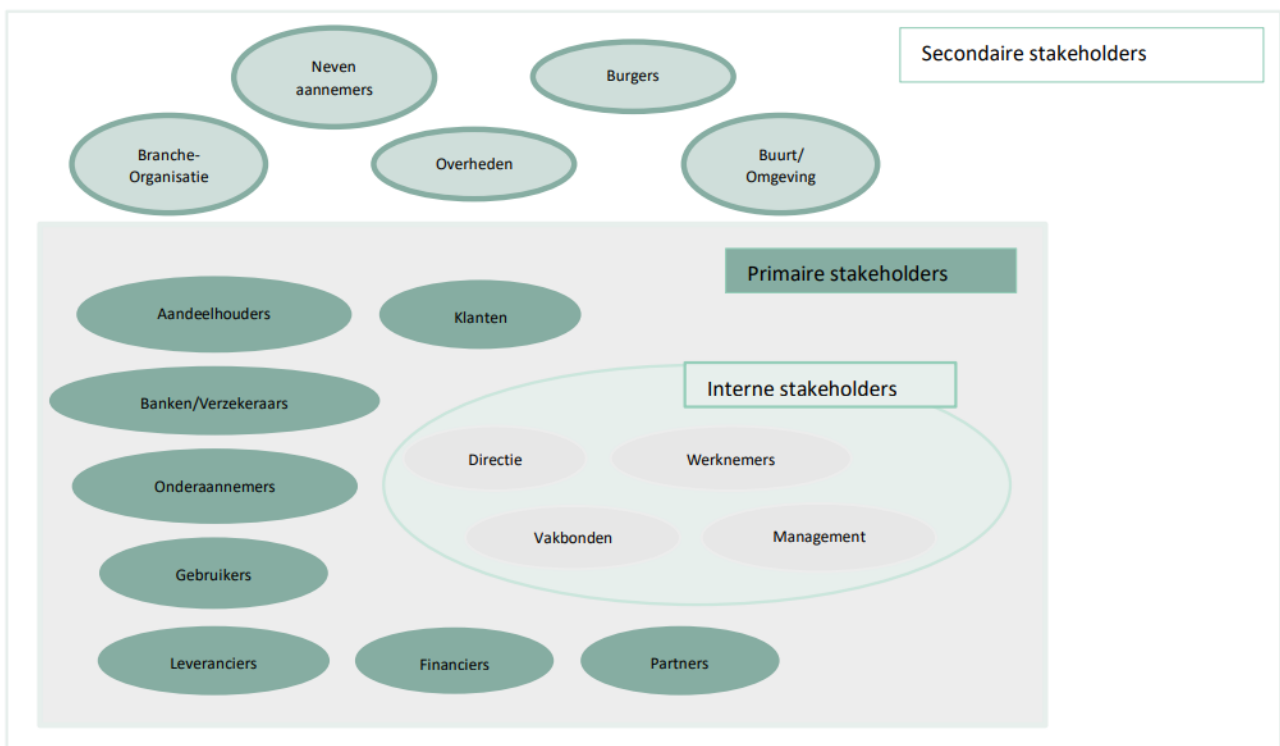 Secondaire stakeholders
Neven
aannemers
Burgers
Branche-
Organisatie
Overheden
Buurt/
Omgeving
Primaire stakeholders
Aandeelhouders
Klanten
Interne stakeholders
Banken/Verzekeraars
Directie
Werknemers
Onderaannemers
Vakbonden
Management
Gebruikers
Leveranciers
Financiers
Partners